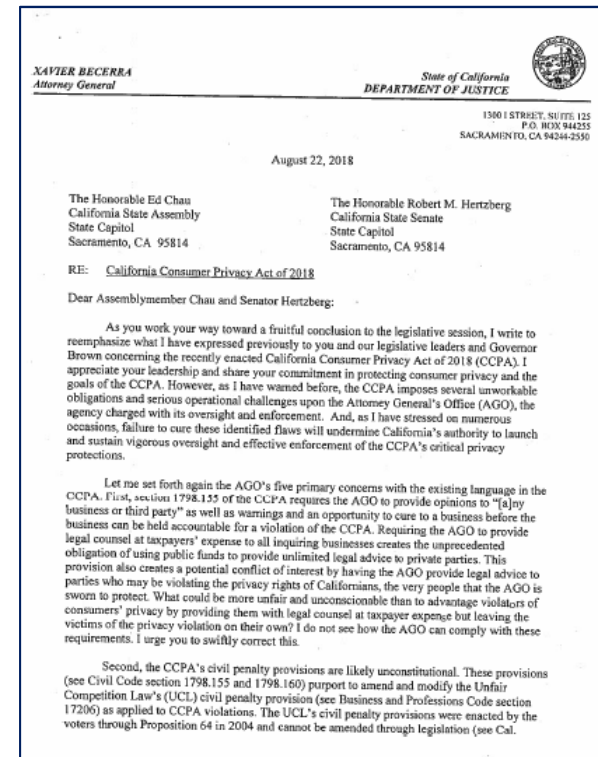 XAVIER BECERRA
Attorney General
State of California
DEPARTMENT OF JUSTICE
1300 I STREET, SUITE 125
P.O. BOX 944255
SACRAMENTO, CA 94244-2550
August 22, 2018
The Honorable Ed Chau
California State Assembly
State Capitol
Sacramento, CA 95814
The Honorable Robert M. Hertzberg
California State Senate
State Capitol
Sacramento, CA 95814
RE: California Consumer Privacy Act of 2018
Dear Assemblymember Chau and Senator Hertzberg:
As you work your way toward a fruitful conclusion to the legislative session, I write to
reemphasize what I have expressed previously to you and our legislative leaders and Governor
Brown concerning the recently enacted California Consumer Privacy Act of 2018 (CCPA). I
appreciate your leadership and share your commitment in protecting consumer privacy and the
goals of the CCPA. However, as I have warned before, the CCPA imposes several unworkable
obligations and serious operational challenges upon the Attorney General's Office (AGO), the
agency charged with its oversight and enforcement. And, as I have stressed on numerous
occasions, failure to cure these identified flaws will undermine California's authority to launch
and sustain vigorous oversight and effective enforcement of the CCPA's critical privacy
protections.
Let me set forth again the AGO's five primary concerns with the existing language in the
CCPA. First, section 1798.155 of the CCPA requires the AGO to provide opinions to "[a]ny
business or third party" as well as warnings and an opportunity to cure to a business before the
business can be held accountable for a violation of the CCPA. Requiring the AGO to provide
legal counsel at taxpayers' expense to all inquiring businesses creates the unprecedented
obligation of using public funds to provide unlimited legal advice to private parties. This
provision also creates a potential conflict of interest by having the AGO provide legal advice to
parties who may be violating the privacy rights of Californians, the very people that the AGO is
sworn to protect. What could be more unfair and unconscionable than to advantage violators of
consumers' privacy by providing them with legal counsel at taxpayer expense but leaving the
victims of the privacy violation on their own? I do not see how the AGO can comply with these
requirements. I urge you to swiftly correct this.
Second, the CCPA's civil penalty provisions are likely unconstitutional. These provisions
(see Civil Code section 1798.155 and 1798.160) purport to amend and modify the Unfair
Competition Law's (UCL) civil penalty provision (see Business and Professions Code section
17206) as applied to CCPA violations. The UCL's civil penalty provisions were enacted by the
voters through Proposition 64 in 2004 and cannot be amended through legislation (see Cal.